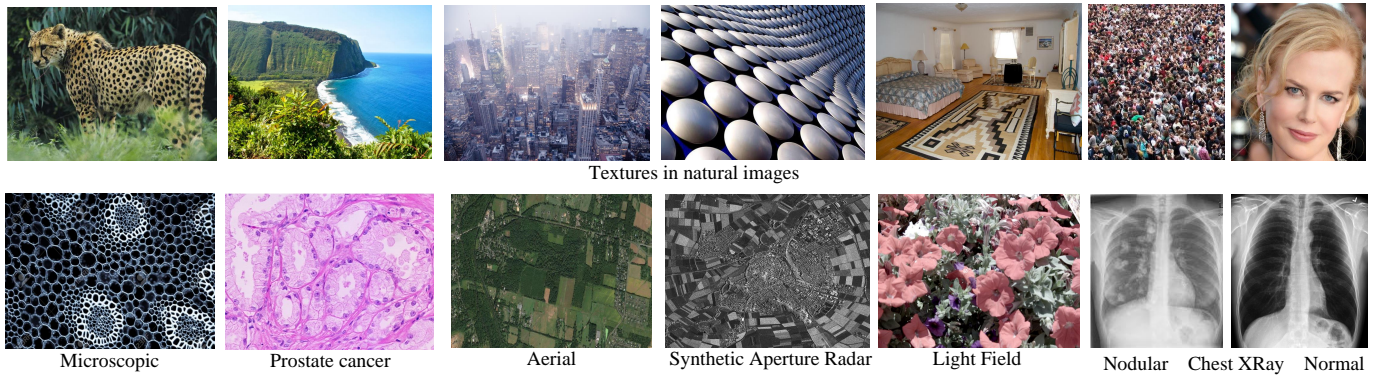 Textures in natural images
Microscopic
Prostate cancer
Aerial
Synthetic Aperture Radar
Light Field
Nodular Chest XRay Normal